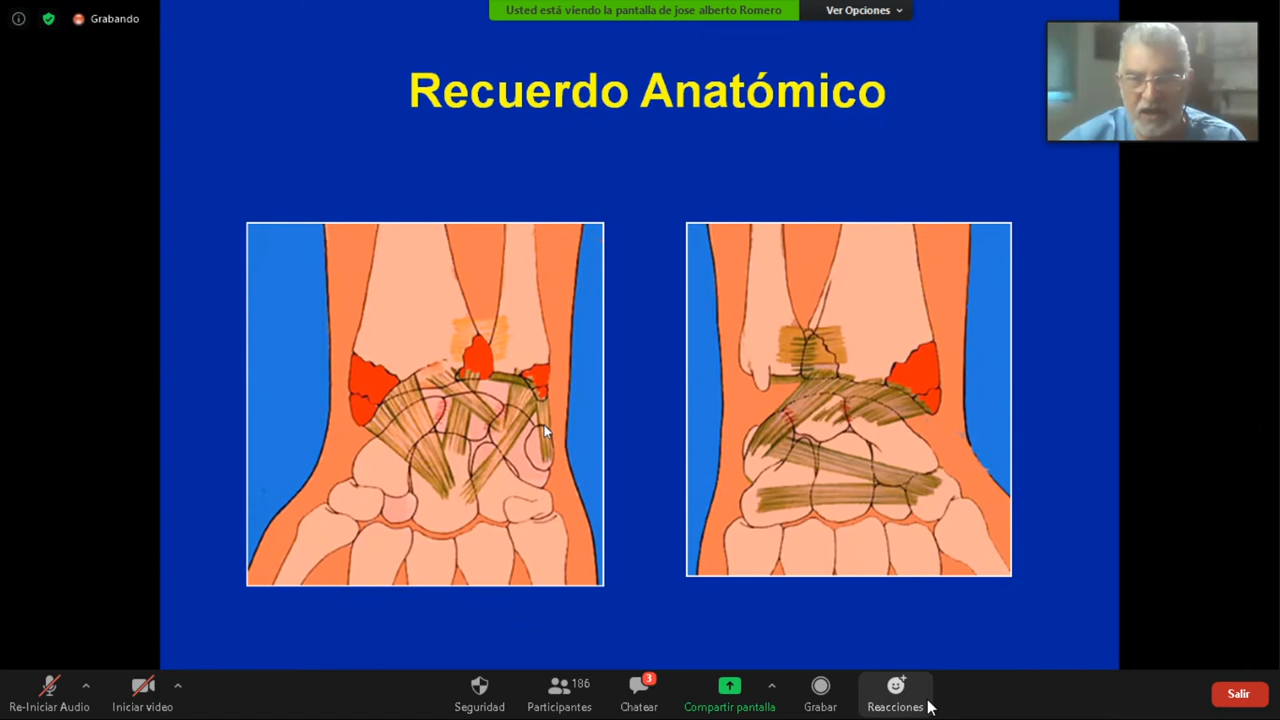 Grabando
Usted está viendo la pantalla de jose alberto Romero
Ver Opciones
Recuerdo Anatómico
Re-Iniciar Audio
Iniciar video
Seguridad
186
Participantes
3
Chatear
Compartir pantalla
Grabar
Reacciones
Salir